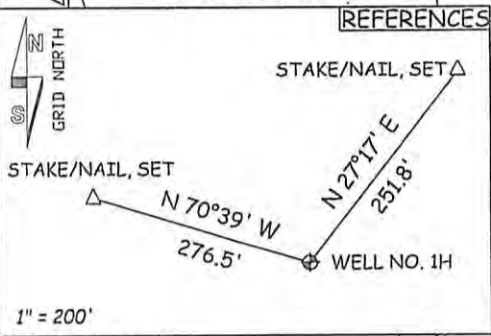 REFERENCES
N
S
GRID NORTH
STAKE/NAIL, SET
STAKE/NAIL, SET
N 27°17' E
251.8'
N 70°39' W
276.5'
WELL NO. 1H
1" = 200'